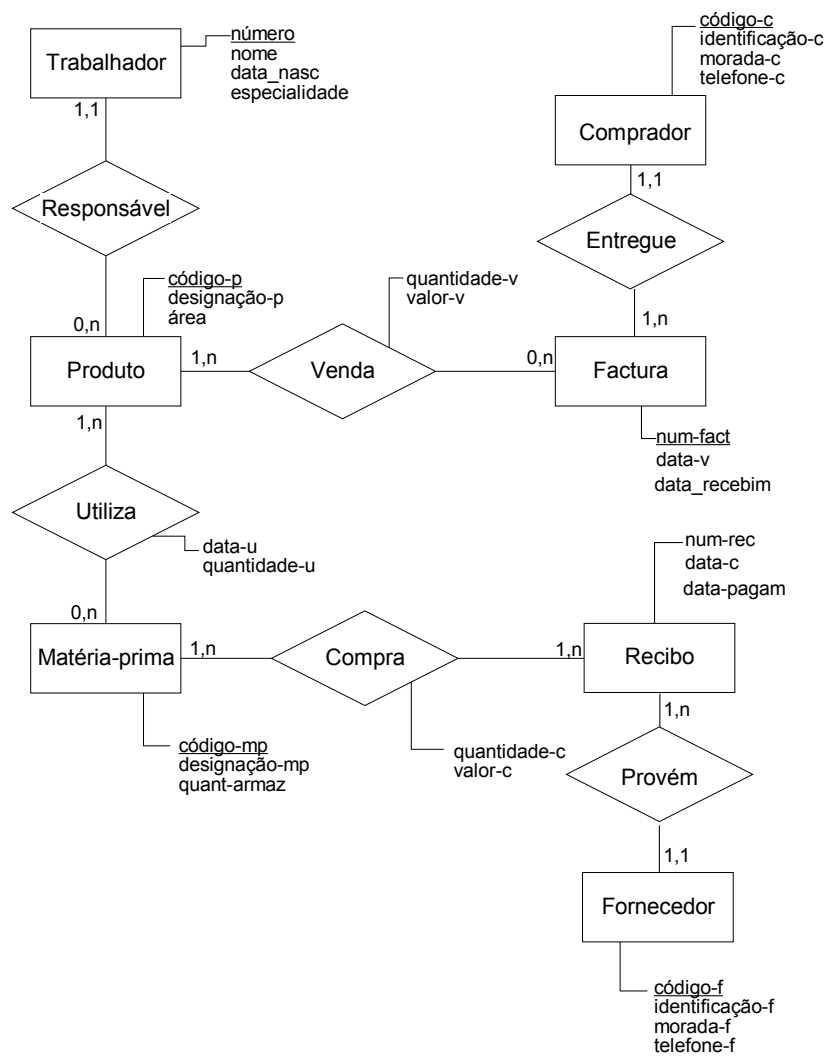 Trabalhador
número
nome
data_nasc
especialidade
1,1
Responsável
0,n
código-p
designação-p
área
Produto
1,n
Venda
quantidade-v
valor-v
0,n
código-c
identificação-c
morada-c
telefone-c
Comprador
1,1
Entregue
1,n
Factura
num-fact
data-v
data_recebim
1,n
Utiliza
data-u
quantidade-u
0,n
Matéria-prima
código-mp
designação-mp
quant-armaz
1,n
Compra
quantidade-c
valor-c
1,n
num-rec
data-c
data-pagam
Recibo
1,n
Provém
1,1
Fornecedor
código-f
identificação-f
morada-f
telefone-f